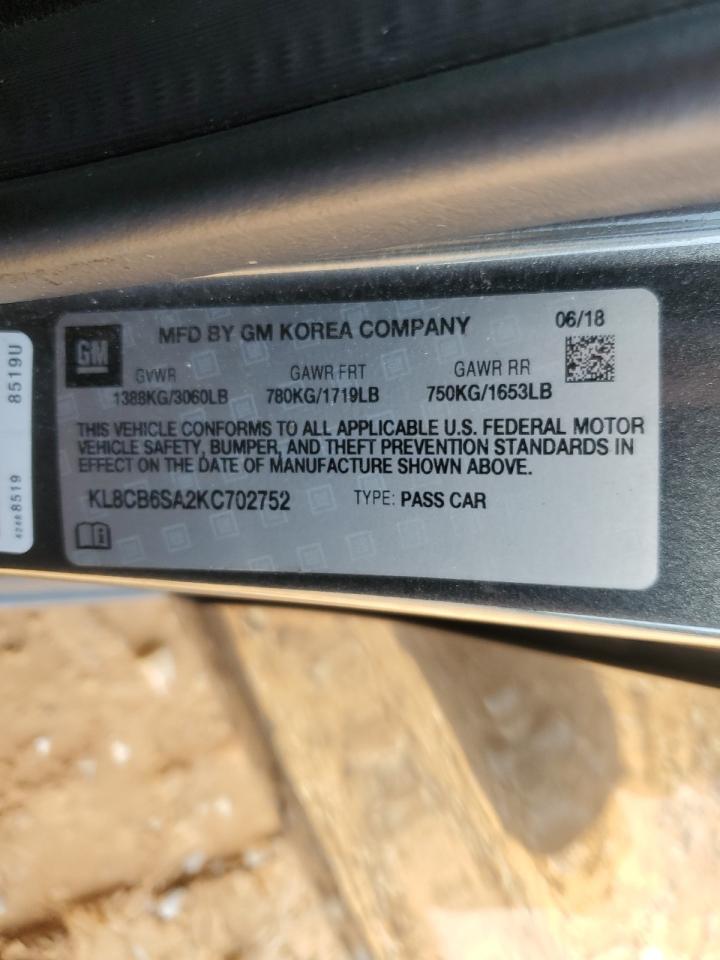 GM
MFD BY GM KOREA COMPANY
06/18
GVWR GAWR FRT GAWR RR
1388KG/3060LB 780KG/1719LB 750KG/1653LB
THIS VEHICLE CONFORMS TO ALL APPLICABLE U.S. FEDERAL MOTOR
VEHICLE SAFETY, BUMPER, AND THEFT PREVENTION STANDARDS IN
EFFECT ON THE DATE OF MANUFACTURE SHOWN ABOVE.
KL8CB6SA2KC702752 TYPE: PASS CAR
8519U
8519